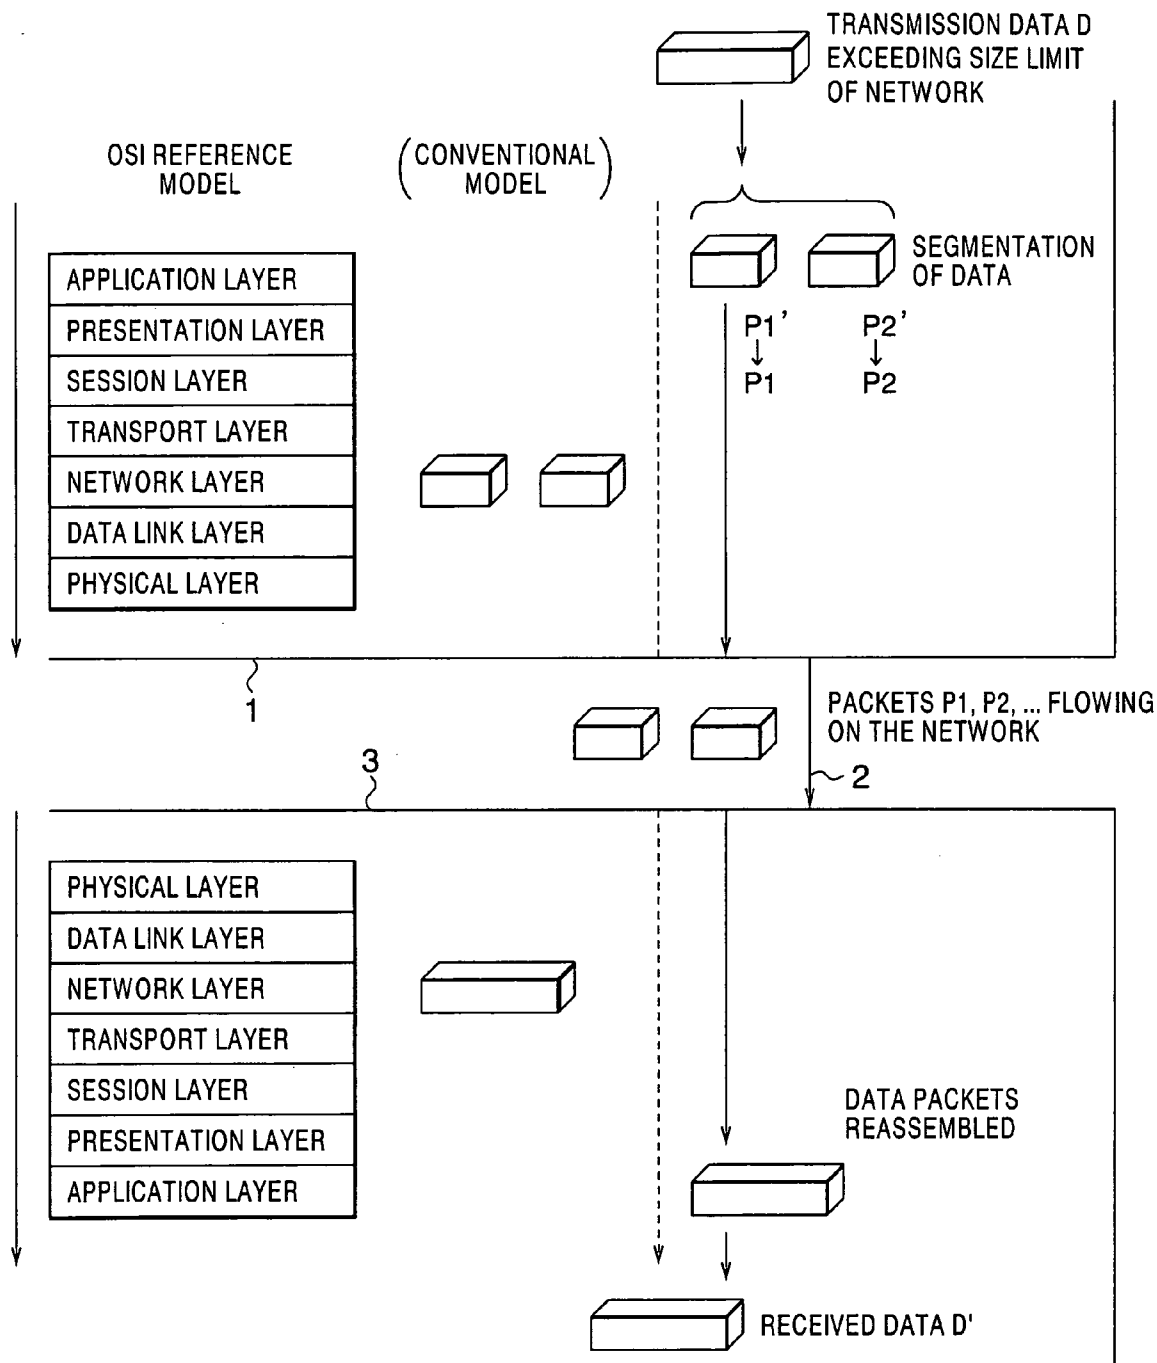 TRANSMISSION DATA D
EXCEEDING SIZE LIMIT
OF NETWORK
OSI REFERENCE
MODEL
(CONVENTIONAL
MODEL)
SEGMENTATION
OF DATA
P1' P2'
P1 P2
APPLICATION LAYER
PRESENTATION LAYER
SESSION LAYER
TRANSPORT LAYER
NETWORK LAYER
DATA LINK LAYER
PHYSICAL LAYER
1
PACKETS P1, P2, ... FLOWING
ON THE NETWORK
2
3
PHYSICAL LAYER
DATA LINK LAYER
NETWORK LAYER
TRANSPORT LAYER
SESSION LAYER
PRESENTATION LAYER
APPLICATION LAYER
DATA PACKETS
REASSEMBLED
RECEIVED DATA D'